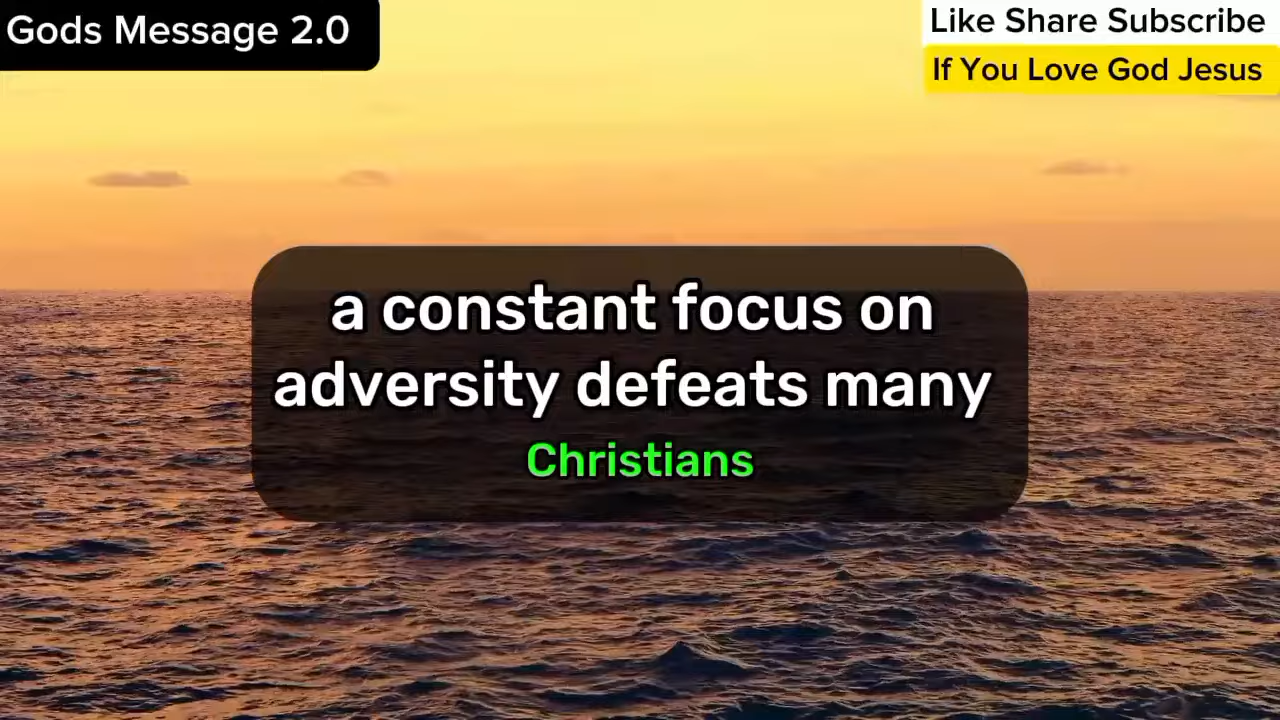 Gods Message 2.0
Like Share Subscribe
If You Love God Jesus
a constant focus on
adversity defeats many
Christians